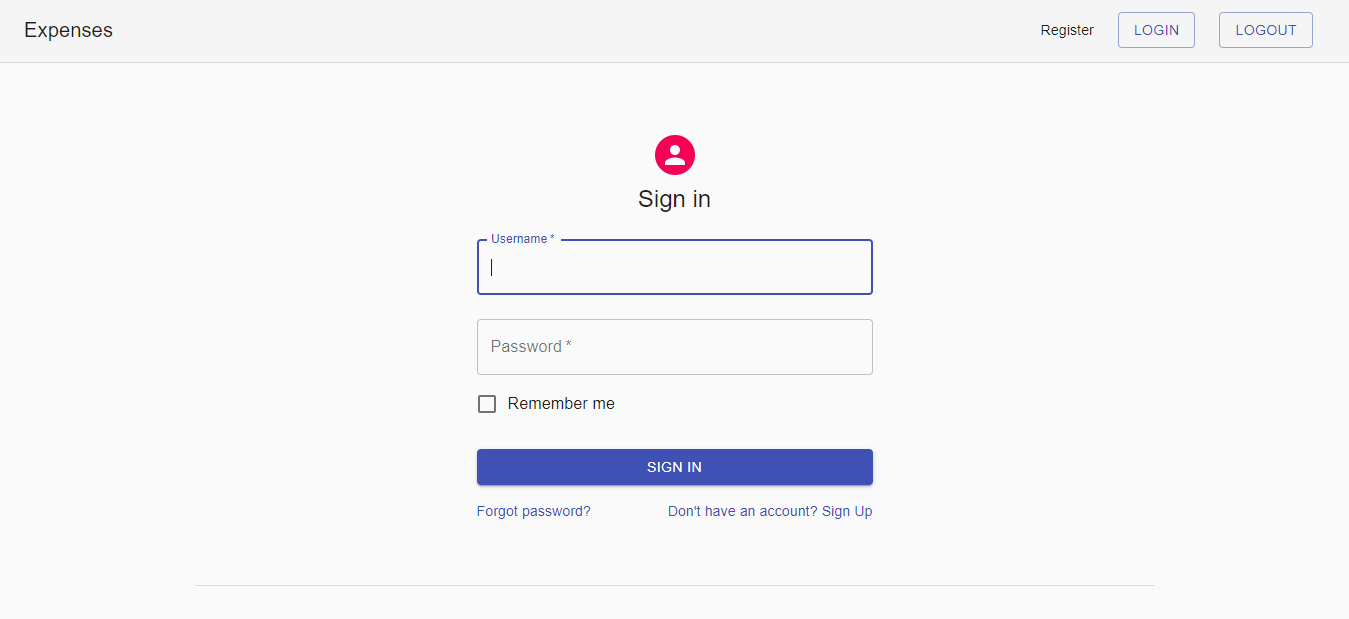 Expenses
Register LOGIN LOGOUT
Sign in
Username *
Password *
Remember me
SIGN IN
Forgot password? Don't have an account? Sign Up